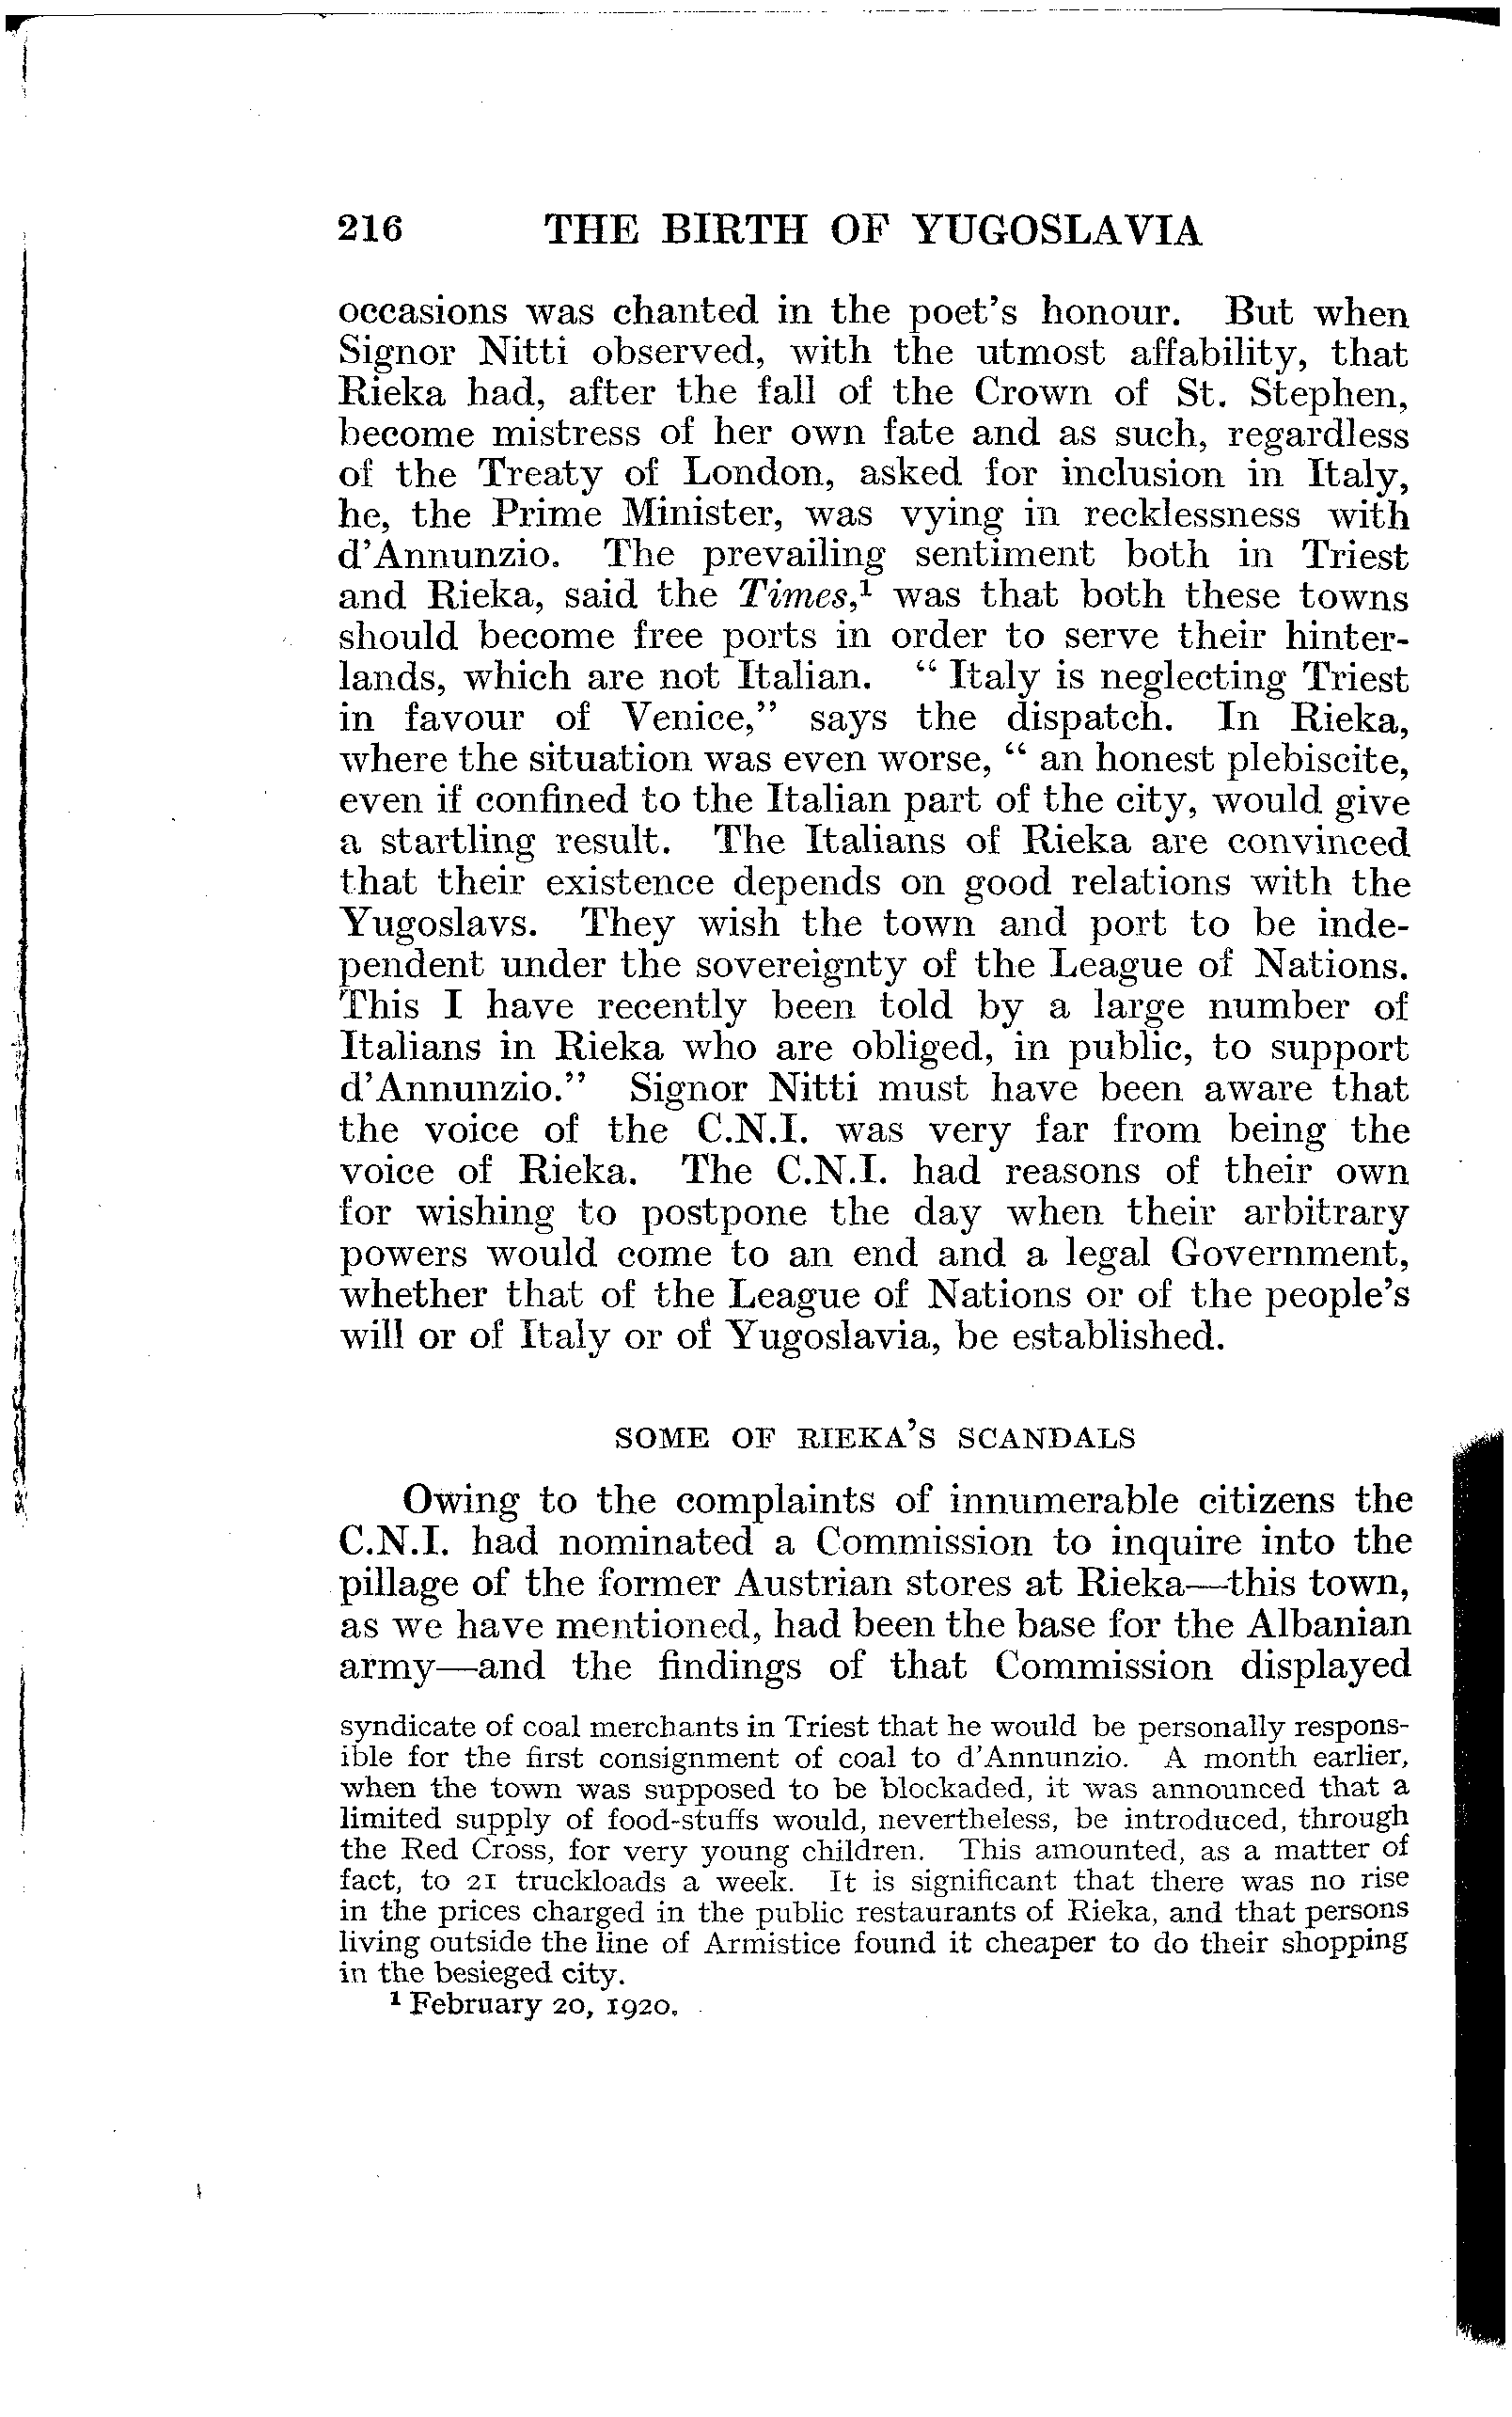 216 THE BIRTH OF YUGOSLAVIA
occasions was chanted in the poet's honour. But when
Signor Nitti observed, with the utmost affability, that
Rieka had, after the fall of the Crown of St. Stephen,
become mistress of her own fate and as such, regardless
of the Treaty of London, asked for inclusion in Italy,
he, the Prime Minister, was vying in recklessness with
d'Annunzio. The prevailing sentiment both in Triest
and Rieka, said the Times,¹ was that both these towns
should become free ports in order to serve their hinter-
lands, which are not Italian. “ Italy is neglecting Triest
in favour of Venice,” says the dispatch. In Rieka,
where the situation was even worse, “ an honest plebiscite,
even if confined to the Italian part of the city, would give
a startling result. The Italians of Rieka are convinced
that their existence depends on good relations with the
Yugoslavs. They wish the town and port to be inde-
pendent under the sovereignty of the League of Nations.
This I have recently been told by a large number of
Italians in Rieka who are obliged, in public, to support
d'Annunzio.” Signor Nitti must have been aware that
the voice of the C.N.I. was very far from being the
voice of Rieka. The C.N.I. had reasons of their own
for wishing to postpone the day when their arbitrary
powers would come to an end and a legal Government,
whether that of the League of Nations or of the people's
will or of Italy or of Yugoslavia, be established.
SOME OF RIEKA'S SCANDALS
Owing to the complaints of innumerable citizens the
C.N.I. had nominated a Commission to inquire into the
pillage of the former Austrian stores at Rieka—this town,
as we have mentioned, had been the base for the Albanian
army—and the findings of that Commission displayed
syndicate of coal merchants in Triest that he would be personally respons-
ible for the first consignment of coal to d'Annunzio. A month earlier,
when the town was supposed to be blockaded, it was announced that a
limited supply of food-stuffs would, nevertheless, be introduced, through
the Red Cross, for very young children. This amounted, as a matter of
fact, to 21 truckloads a week. It is significant that there was no rise
in the prices charged in the public restaurants of Rieka, and that persons
living outside the line of Armistice found it cheaper to do their shopping
in the besieged city.
¹ February 20, 1920.